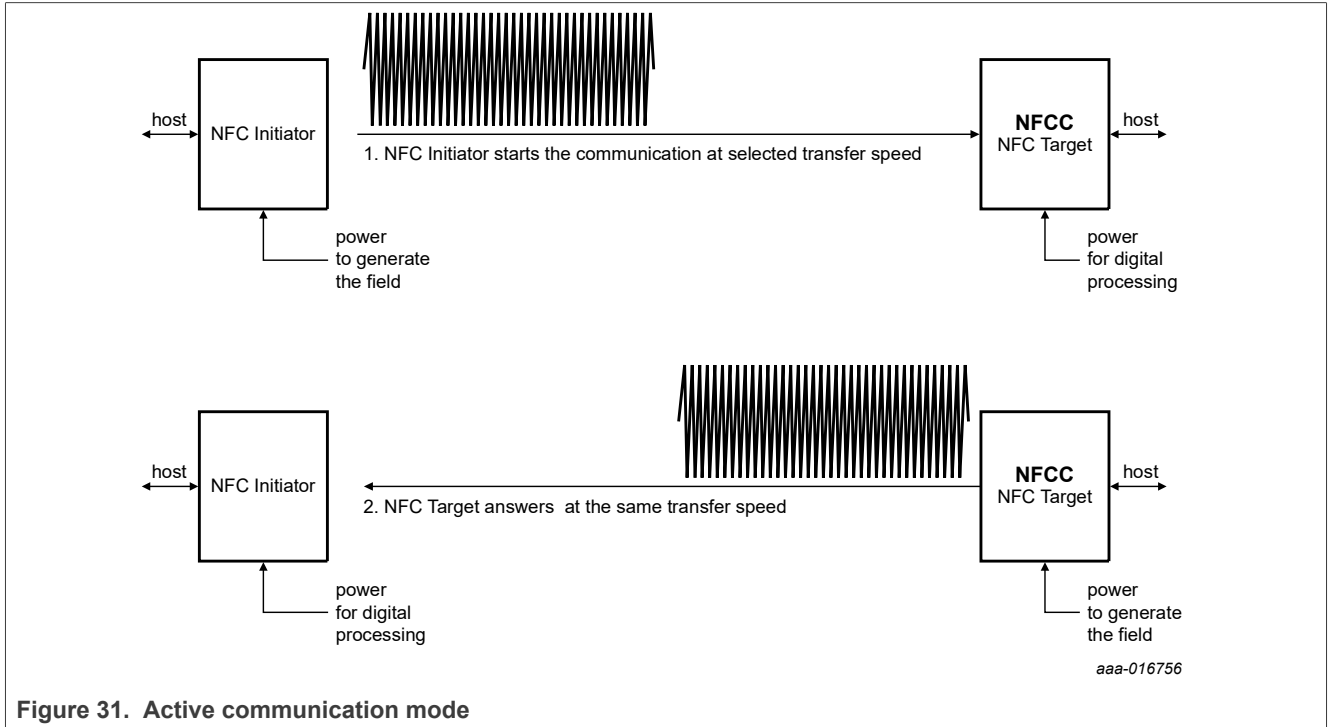 host
NFC Initiator
1. NFC Initiator starts the communication at selected transfer speed
NFCC
NFC Target
host
power
to generate
the field
power
for digital
processing
host
NFC Initiator
2. NFC Target answers at the same transfer speed
NFCC
NFC Target
host
power
for digital
processing
power
to generate
the field
aaa-016756
Figure 31. Active communication mode